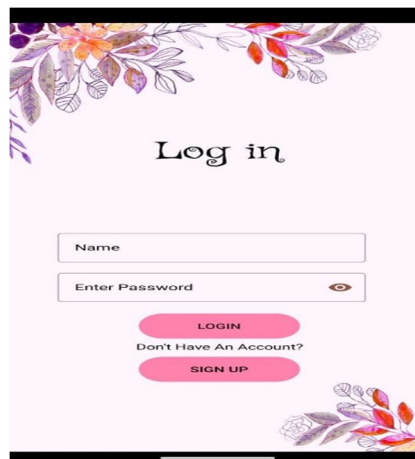 Log in
Name
Enter Password
LOGIN
Don't Have An Account?
SIGN UP